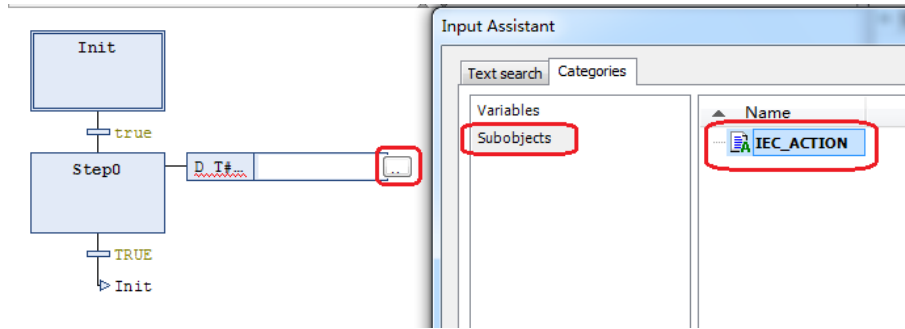 Init
true
Step0
D T#...
TRUE
Init
Input Assistant
Text search
Categories
Variables
Subobjects
Name
IEC_ACTION